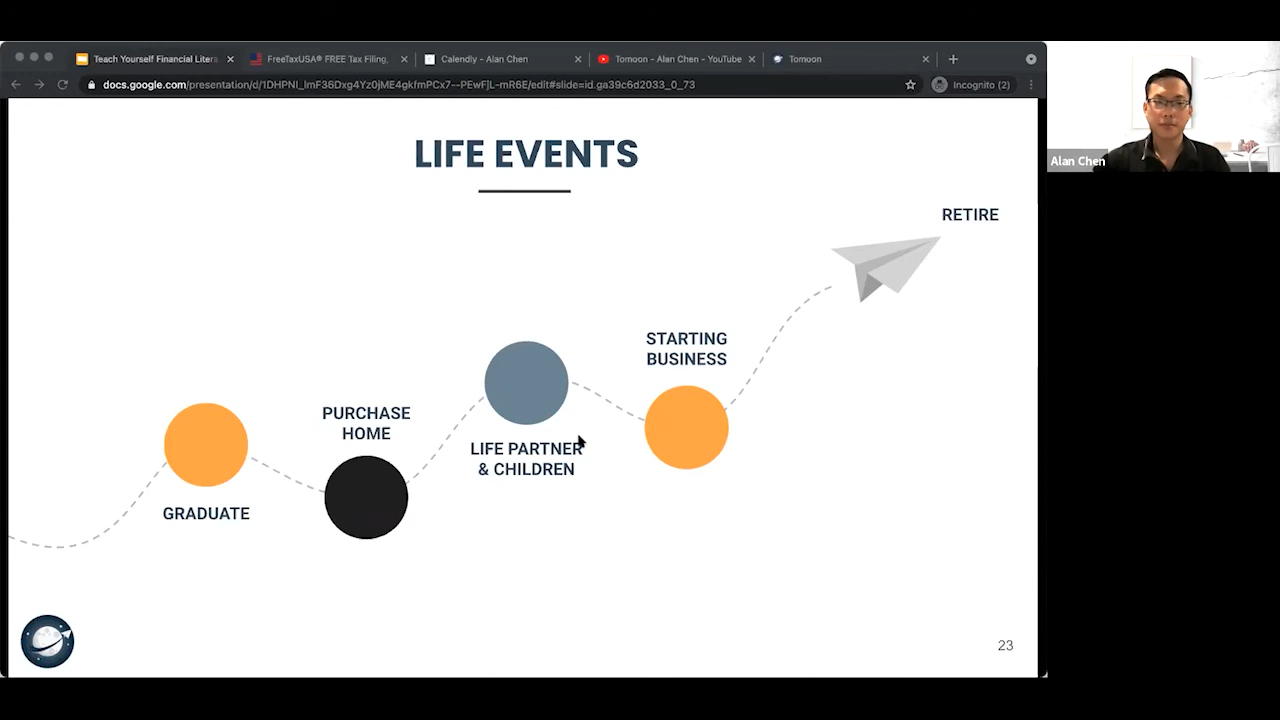 Teach Yourself Financial Litera
FreeTaxUSA® FREE Tax Filing,
Calendly - Alan Chen
Tomoon - Alan Chen - YouTube
Tomoon
docs.google.com/presentation/d/1DHPNl_lmF36Dxg4Yz0jME4gkfmPCx7--PEwFjL-mR6E/edit#slide=id.ga39c6d2033_0_73
Incognito (2)
Alan Chen
LIFE EVENTS
RETIRE
STARTING
BUSINESS
PURCHASE
HOME
LIFE PARTNER
& CHILDREN
GRADUATE
23